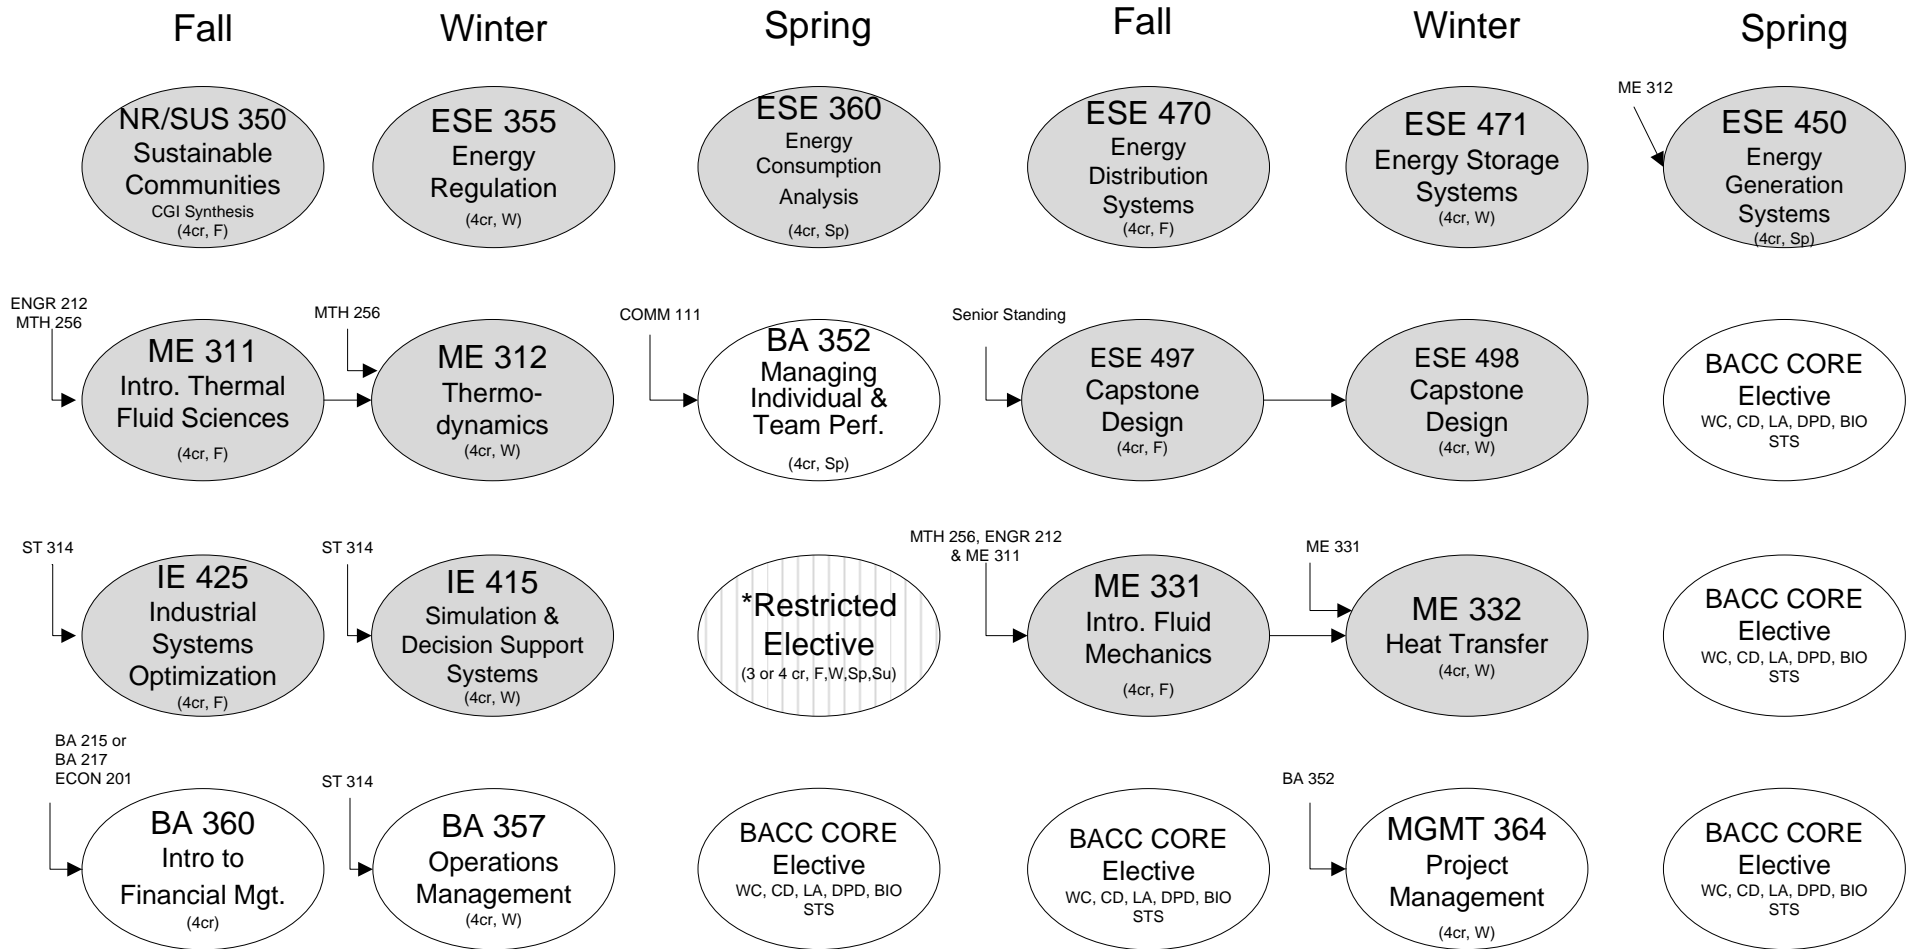 Fall
Winter
Spring
Fall
Winter
Spring
NR/SUS 350
Sustainable
Communities
CGI Synthesis
(4cr, F)
ESE 355
Energy
Regulation
(4cr, W)
ESE 360
Energy
Consumption
Analysis
(4cr, Sp)
ESE 470
Energy
Distribution
Systems
(4cr, F)
ESE 471
Energy Storage
Systems
(4cr, W)
ME 312
ESE 450
Energy
Generation
Systems
(4cr, Sp)
ENGR 212
MTH 256
ME 311
Intro. Thermal
Fluid Sciences
(4cr, F)
MTH 256
ME 312
Thermo-
dynamics
(4cr, W)
COMM 111
BA 352
Managing
Individual &
Team Perf.
(4cr, Sp)
Senior Standing
ESE 497
Capstone
Design
(4cr, F)
ESE 498
Capstone
Design
(4cr, W)
BACC CORE
Elective
WC, CD, LA, DPD, BIO
STS
ST 314
IE 425
Industrial
Systems
Optimization
(4cr, F)
ST 314
IE 415
Simulation &
Decision Support
Systems
(4cr, W)
*Restricted
Elective
(3 or 4 cr, F,W,Sp,Su)
MTH 256, ENGR 212
& ME 311
ME 331
Intro. Fluid
Mechanics
(4cr, F)
ME 331
ME 332
Heat Transfer
(4cr, W)
BACC CORE
Elective
WC, CD, LA, DPD, BIO
STS
BA 215 or
BA 217
ECON 201
BA 360
Intro to
Financial Mgt.
(4cr)
ST 314
BA 357
Operations
Management
(4cr, W)
BACC CORE
Elective
WC, CD, LA, DPD, BIO
STS
BACC CORE
Elective
WC, CD, LA, DPD, BIO
STS
BA 352
MGMT 364
Project
Management
(4cr, W)
BACC CORE
Elective
WC, CD, LA, DPD, BIO
STS